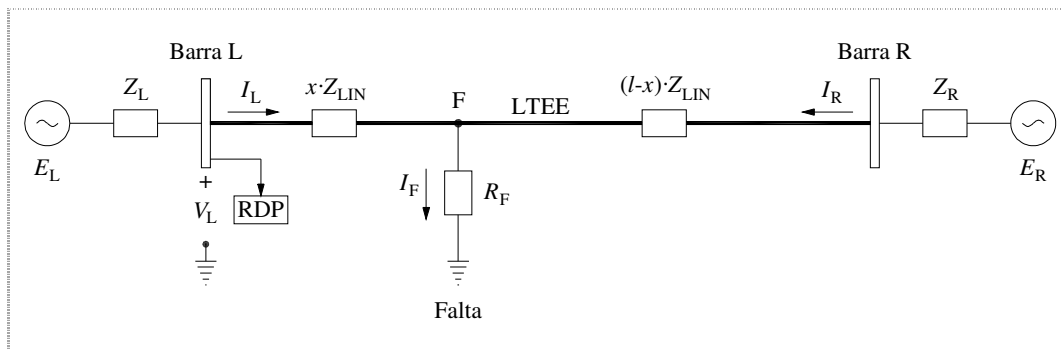 Barra L
Barra R
Z_L
I_L
x·Z_LIN
F
LTEE
(l-x)·Z_LIN
I_R
Z_R
E_L
+
V_L
RDP
I_F
R_F
E_R
Falta